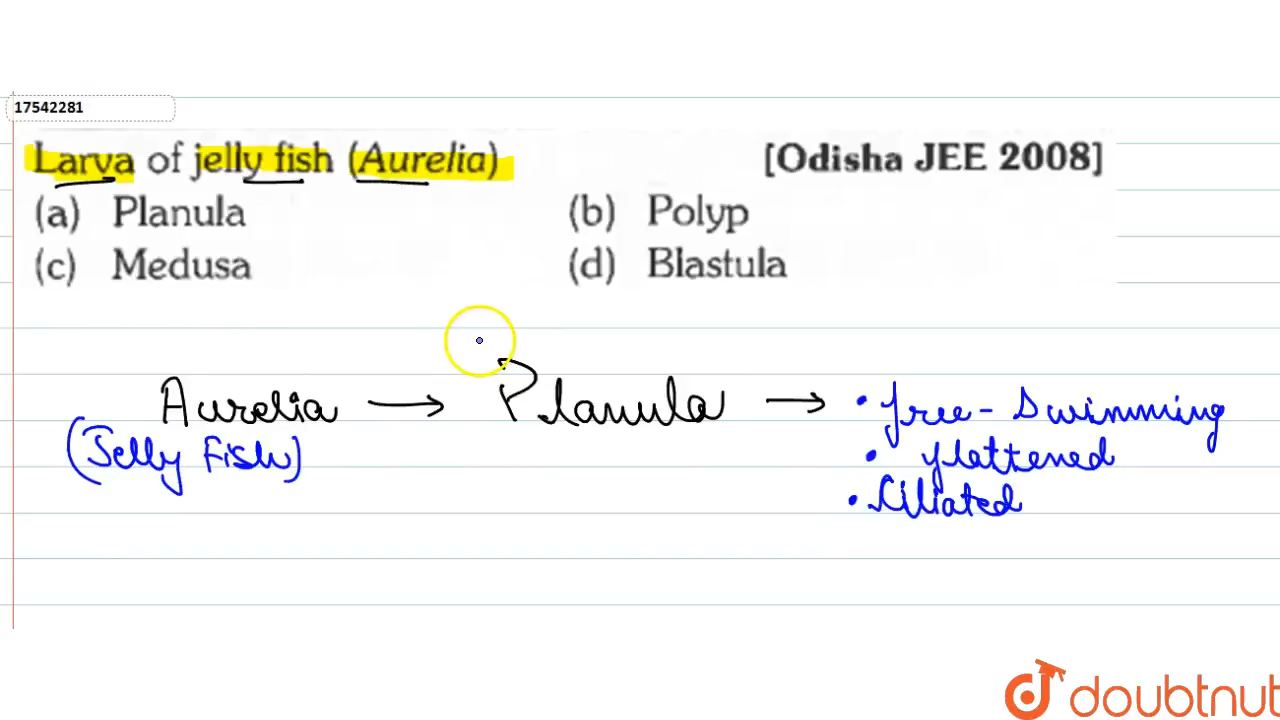 17542281
Larva of jelly fish (Aurelia) [Odisha JEE 2008]
(a) Planula (b) Polyp
(c) Medusa (d) Blastula
Aurelia → Planula → • free-swimming
(Jelly Fish) • flattened
• Ciliated
doubtnut